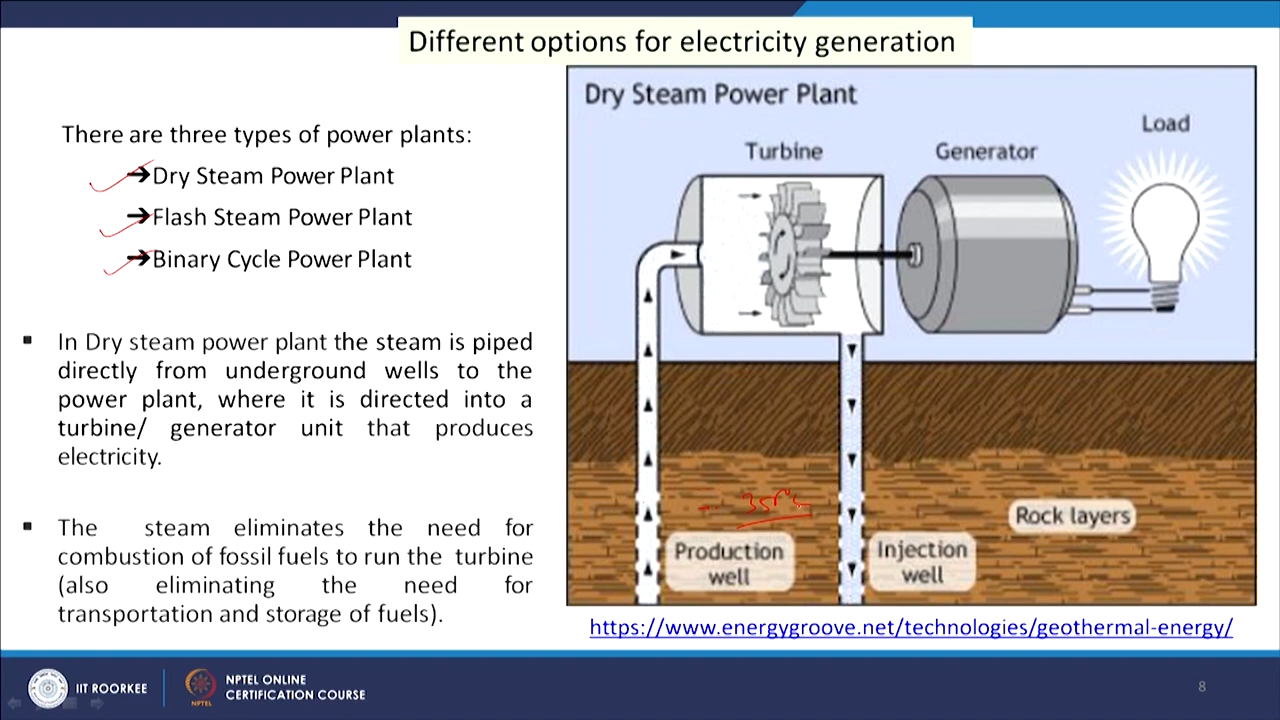 Different options for electricity generation
There are three types of power plants:
➔Dry Steam Power Plant
➔Flash Steam Power Plant
➔Binary Cycle Power Plant
▪ In Dry steam power plant the steam is piped
directly from underground wells to the
power plant, where it is directed into a
turbine/ generator unit that produces
electricity.
▪ The steam eliminates the need for
combustion of fossil fuels to run the turbine
(also eliminating the need for
transportation and storage of fuels).
Dry Steam Power Plant
Load
Turbine
Generator
Rock layers
Production
well
Injection
well
https://www.energygroove.net/technologies/geothermal-energy/
IIT ROORKEE
NPTEL ONLINE
CERTIFICATION COURSE
NPTEL
8